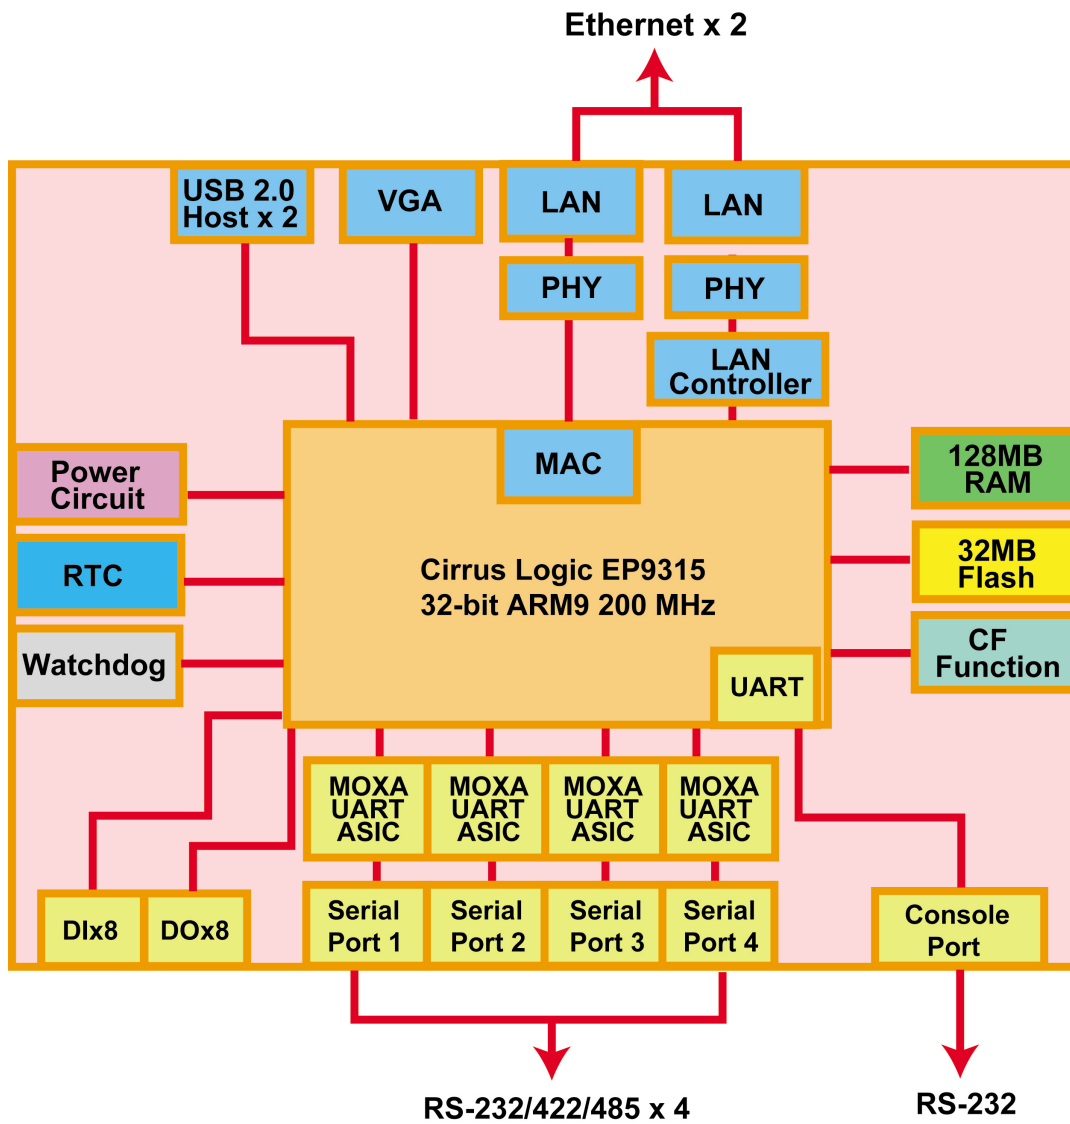 Ethernet x 2
USB 2.0
Host x 2
VGA
LAN
LAN
PHY
PHY
LAN
Controller
MAC
Power
Circuit
128MB
RAM
RTC
Cirrus Logic EP9315
32-bit ARM9 200 MHz
32MB
Flash
Watchdog
CF
Function
UART
MOXA
UART
ASIC
MOXA
UART
ASIC
MOXA
UART
ASIC
MOXA
UART
ASIC
DIx8
DOx8
Serial
Port 1
Serial
Port 2
Serial
Port 3
Serial
Port 4
Console
Port
RS-232/422/485 x 4
RS-232